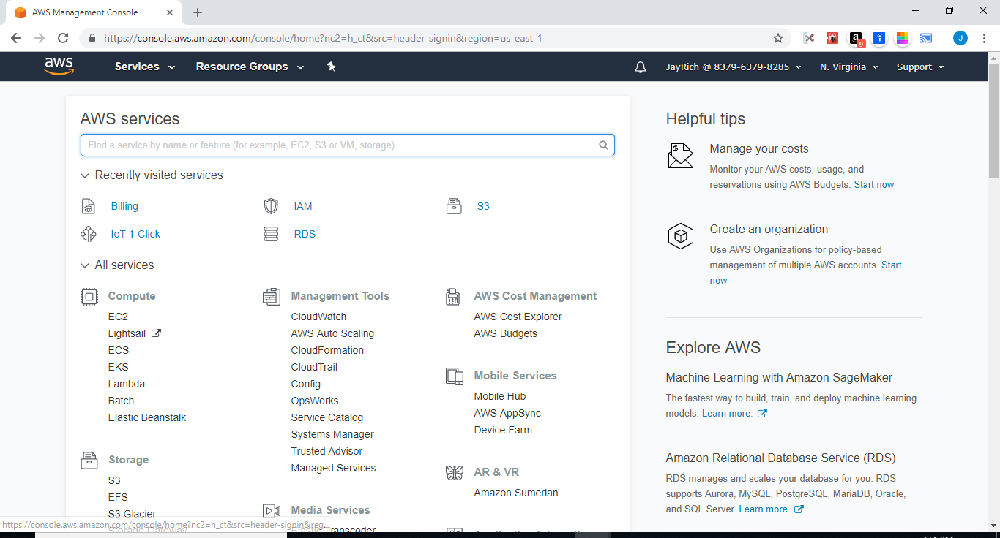 AWS Management Console
https://console.aws.amazon.com/console/home?nc2=h_ct&src=header-signin&region=us-east-1
9
J
aws
Services
Resource Groups
JayRich @ 8379-6379-8285
N. Virginia
Support
AWS services
Find a service by name or feature (for example, EC2, S3 or VM, storage).
Recently visited services
Billing
IAM
S3
IoT 1-Click
RDS
All services
Compute
EC2
Lightsail
ECS
EKS
Lambda
Batch
Elastic Beanstalk
Storage
S3
EFS
S3 Glacier
Storage Gateway
Management Tools
CloudWatch
AWS Auto Scaling
CloudFormation
CloudTrail
Config
OpsWorks
Service Catalog
Systems Manager
Trusted Advisor
Managed Services
Media Services
Elastic Transcoder
AWS Cost Management
AWS Cost Explorer
AWS Budgets
Mobile Services
Mobile Hub
AWS AppSync
Device Farm
AR & VR
Amazon Sumerian
Helpful tips
Manage your costs
Monitor your AWS costs, usage, and
reservations using AWS Budgets. Start now
Create an organization
Use AWS Organizations for policy-based
management of multiple AWS accounts. Start
now
Explore AWS
Machine Learning with Amazon SageMaker
The fastest way to build, train, and deploy machine learning
models. Learn more.
Amazon Relational Database Service (RDS)
RDS manages and scales your database for you. RDS
supports Aurora, MySQL, PostgreSQL, MariaDB, Oracle,
and SQL Server. Learn more.
https://console.aws.amazon.com/console/home?nc2=h_ct&src=header-signin&reg...